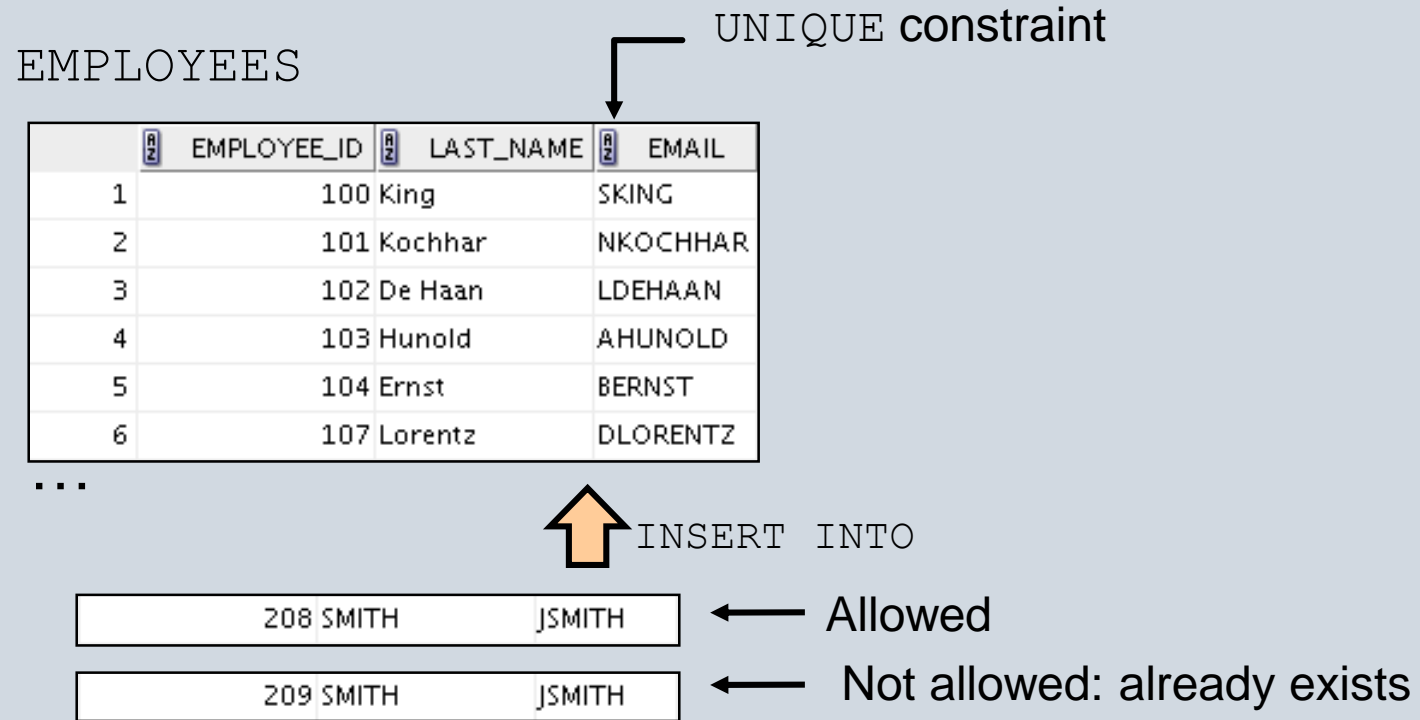 UNIQUE constraint
EMPLOYEES
EMPLOYEE_ID LAST_NAME EMAIL
1 100 King SKING
2 101 Kochhar NKOCHHAR
3 102 De Haan LDEHAAN
4 103 Hunold AHUNOLD
5 104 Ernst BERNST
6 107 Lorentz DLORENTZ
...
INSERT INTO
208 SMITH JSMITH Allowed
209 SMITH JSMITH Not allowed: already exists